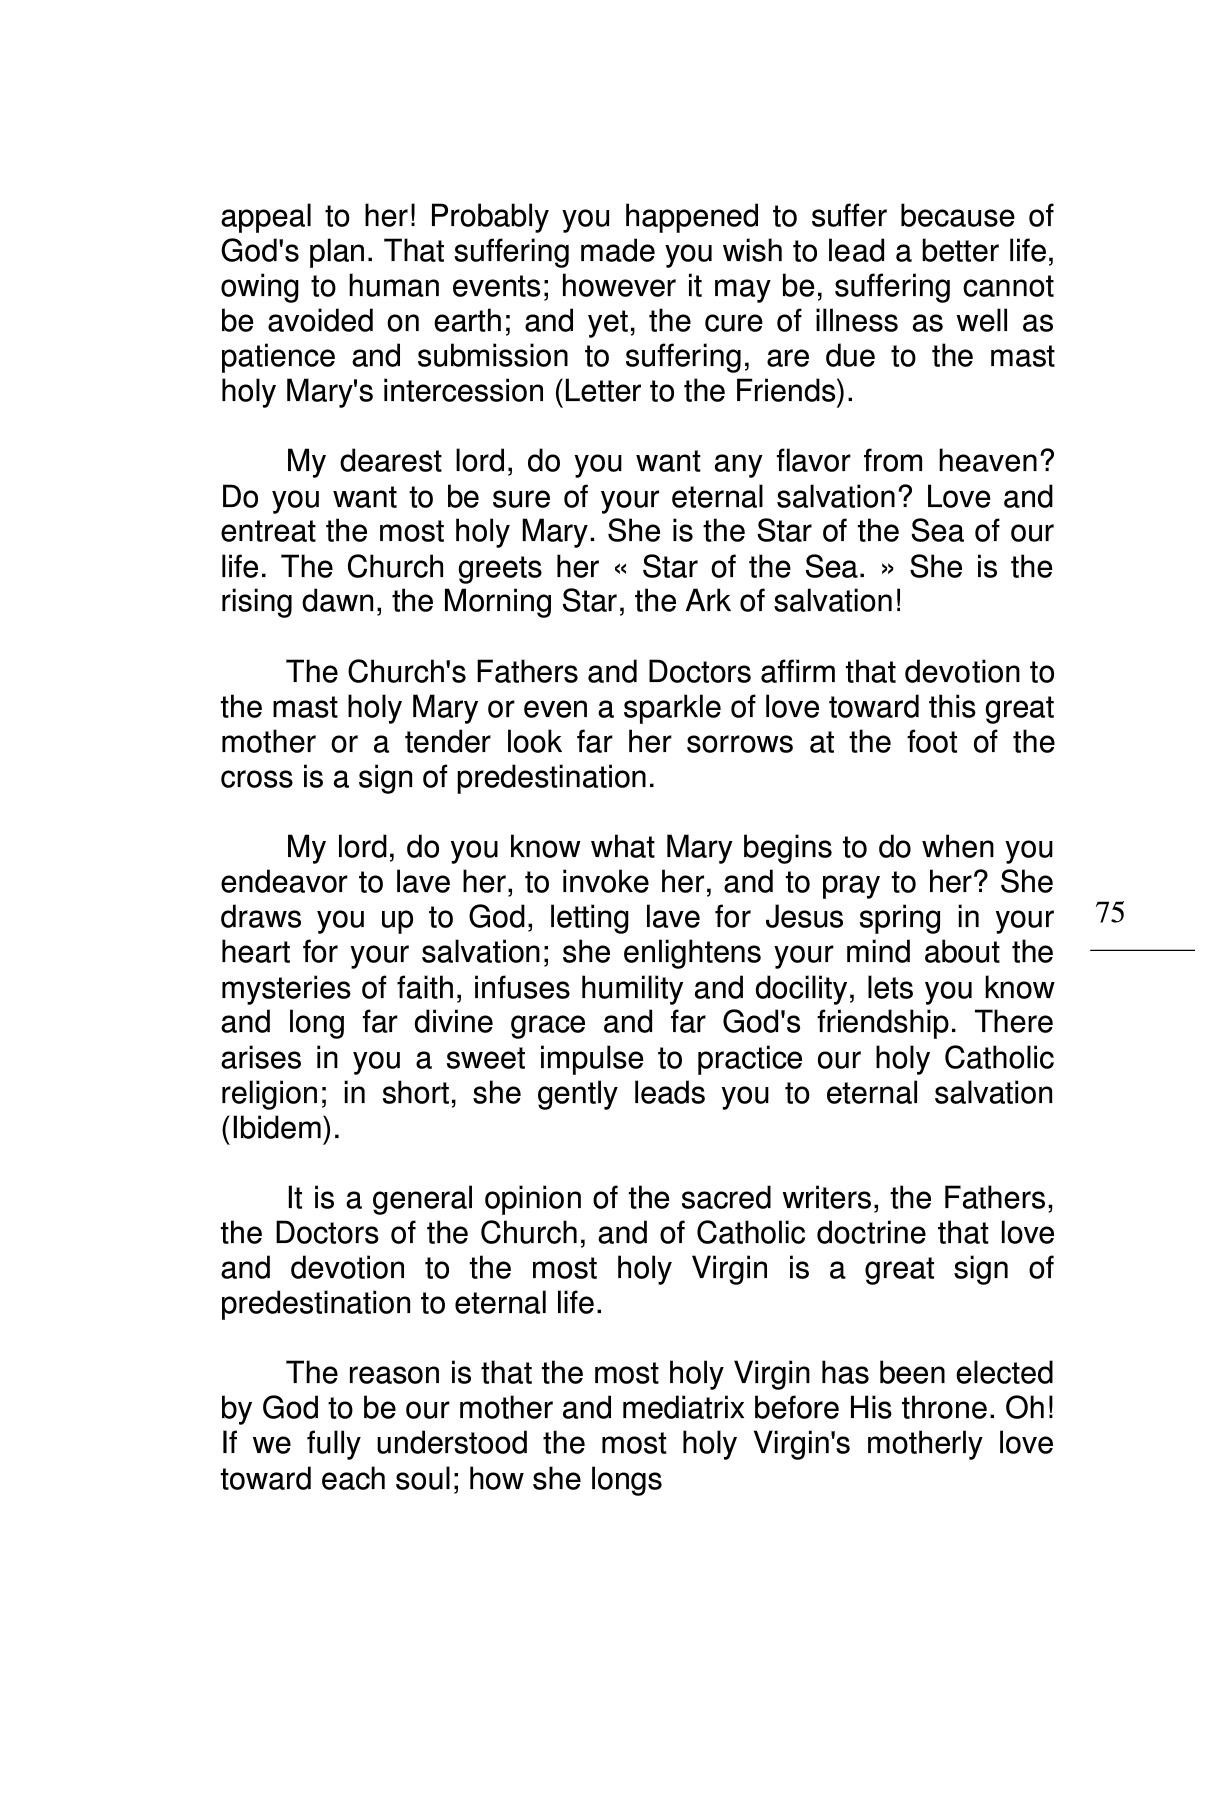 appeal to her! Probably you happened to suffer because of
God's plan. That suffering made you wish to lead a better life,
owing to human events; however it may be, suffering cannot
be avoided on earth; and yet, the cure of illness as well as
patience and submission to suffering, are due to the mast
holy Mary's intercession (Letter to the Friends).
My dearest lord, do you want any flavor from heaven?
Do you want to be sure of your eternal salvation? Love and
entreat the most holy Mary. She is the Star of the Sea of our
life. The Church greets her « Star of the Sea. » She is the
rising dawn, the Morning Star, the Ark of salvation!
The Church's Fathers and Doctors affirm that devotion to
the mast holy Mary or even a sparkle of love toward this great
mother or a tender look far her sorrows at the foot of the
cross is a sign of predestination.
My lord, do you know what Mary begins to do when you
endeavor to lave her, to invoke her, and to pray to her? She
draws you up to God, letting lave for Jesus spring in your
heart for your salvation; she enlightens your mind about the
mysteries of faith, infuses humility and docility, lets you know
and long far divine grace and far God's friendship. There
arises in you a sweet impulse to practice our holy Catholic
religion; in short, she gently leads you to eternal salvation
(Ibidem).
It is a general opinion of the sacred writers, the Fathers,
the Doctors of the Church, and of Catholic doctrine that love
and devotion to the most holy Virgin is a great sign of
predestination to eternal life.
The reason is that the most holy Virgin has been elected
by God to be our mother and mediatrix before His throne. Oh!
If we fully understood the most holy Virgin's motherly love
toward each soul; how she longs
75